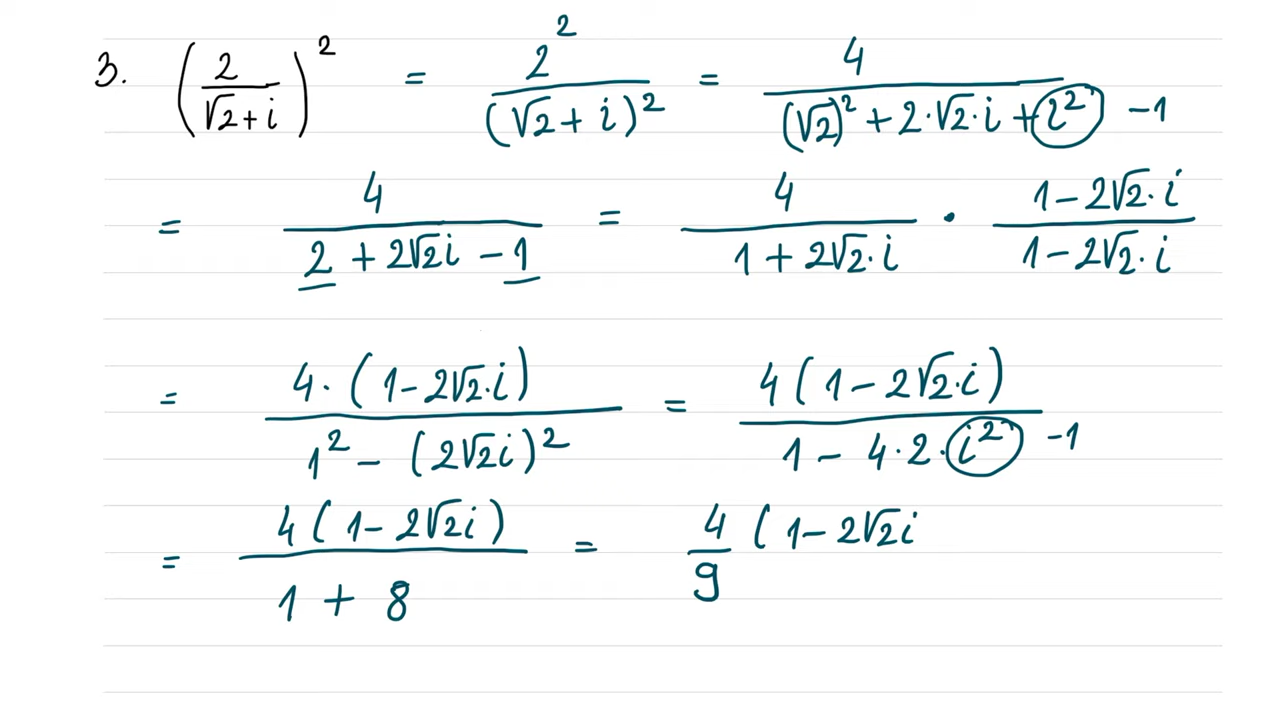 3. (2/(√2+i))² = 2²/(√2+i)² = 4/((√2)²+2·√2·i+i²) -1
= 4/(2+2√2i-1) = 4/(1+2√2·i) · (1-2√2·i)/(1-2√2·i)
= 4·(1-2√2·i)/(1²-(2√2i)²) = 4(1-2√2·i)/(1-4·2·i²) -1
= 4(1-2√2i)/(1+8) = 4/9 (1-2√2i